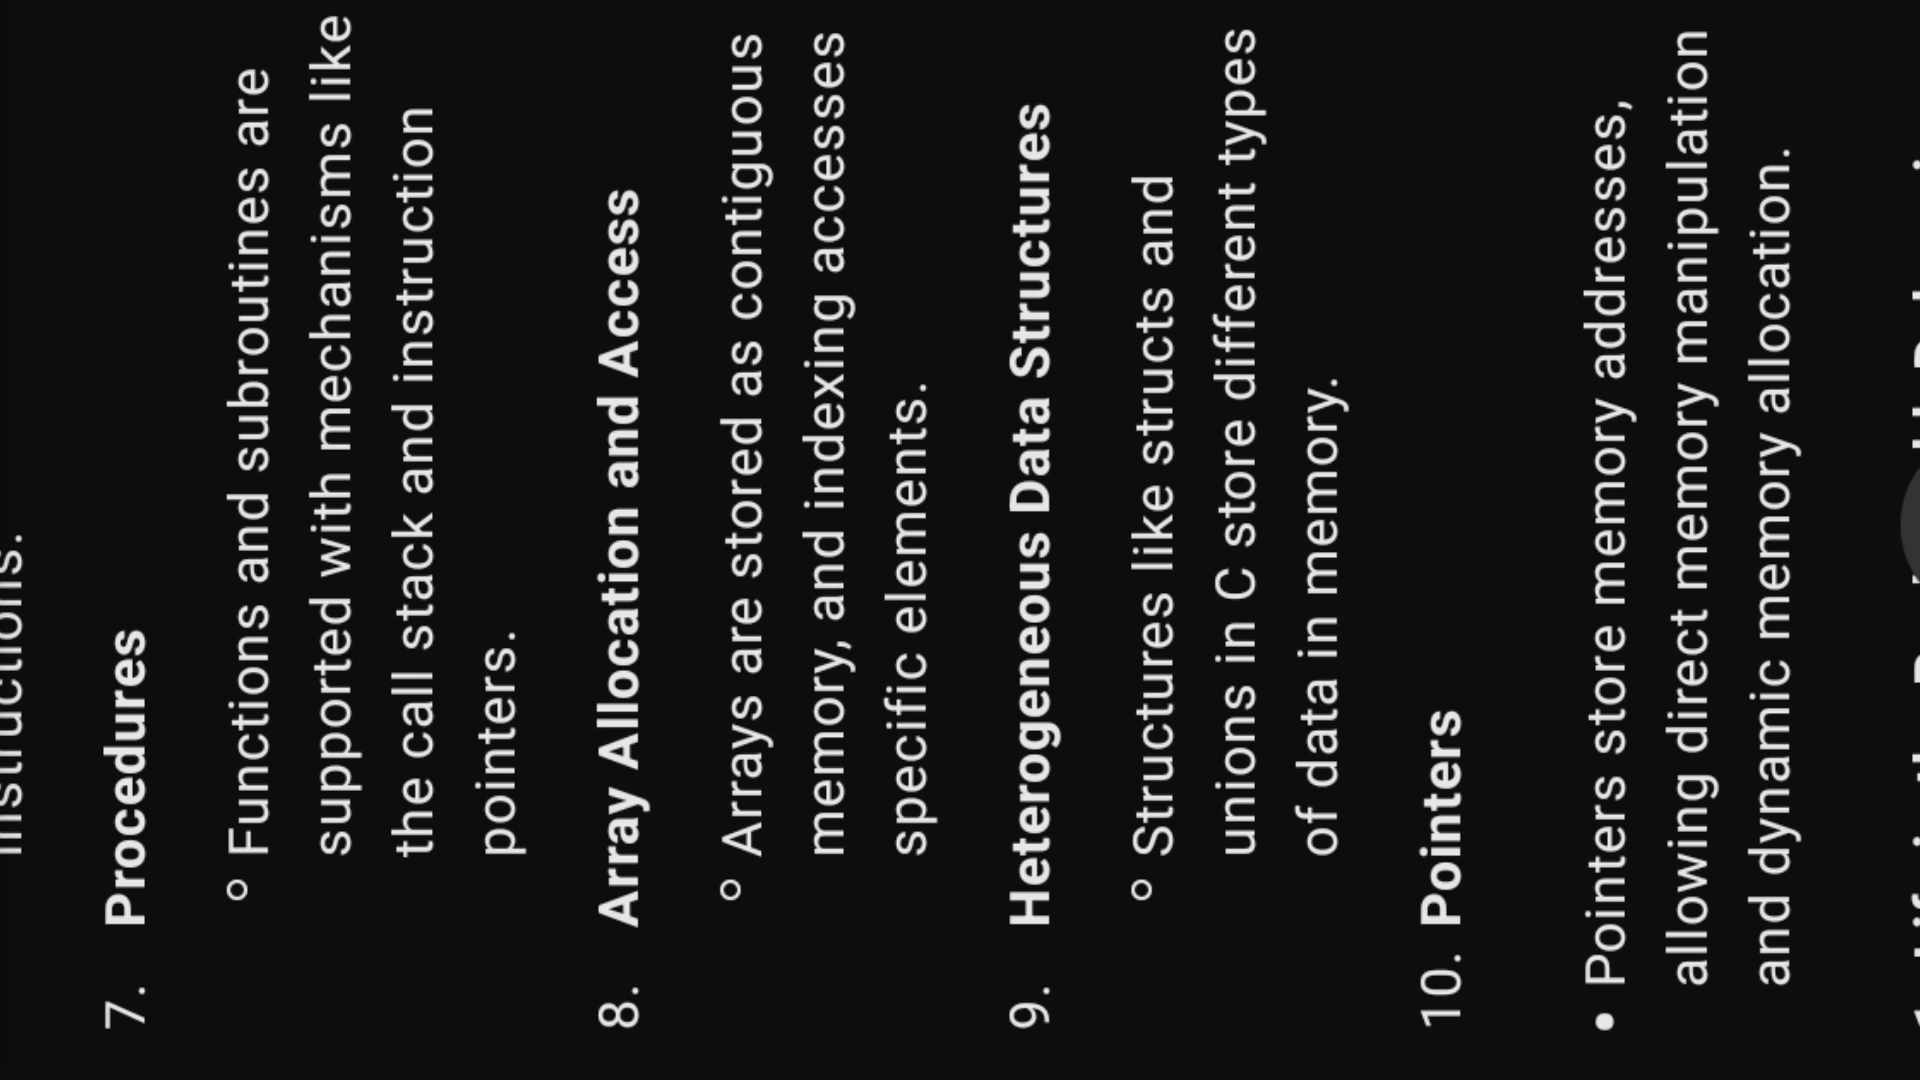 instructions.
7. Procedures
○ Functions and subroutines are
supported with mechanisms like
the call stack and instruction
pointers.
8. Array Allocation and Access
○ Arrays are stored as contiguous
memory, and indexing accesses
specific elements.
9. Heterogeneous Data Structures
○ Structures like structs and
unions in C store different types
of data in memory.
10. Pointers
• Pointers store memory addresses,
allowing direct memory manipulation
and dynamic memory allocation.